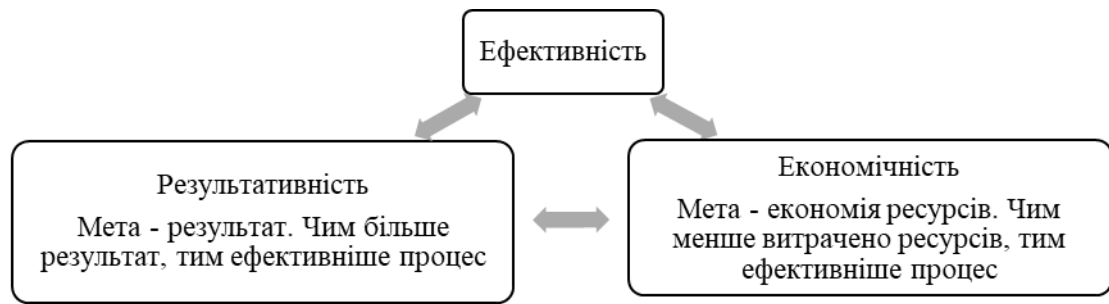 Ефективність
Результативність
Мета - результат. Чим більше
результат, тим ефективніше процес
Економічність
Мета - економія ресурсів. Чим
менше витрачено ресурсів, тим
ефективніше процес